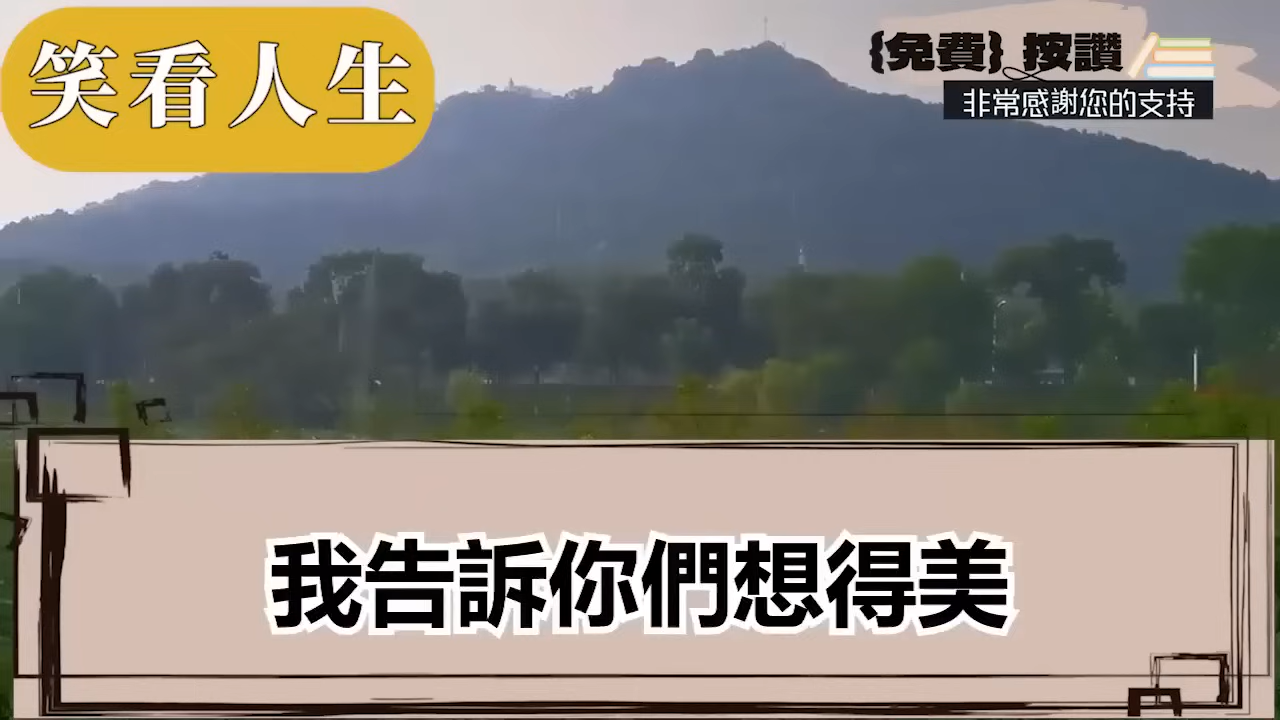 笑看人生
{免費} 按讚
非常感謝您的支持
我告訴你們想得美